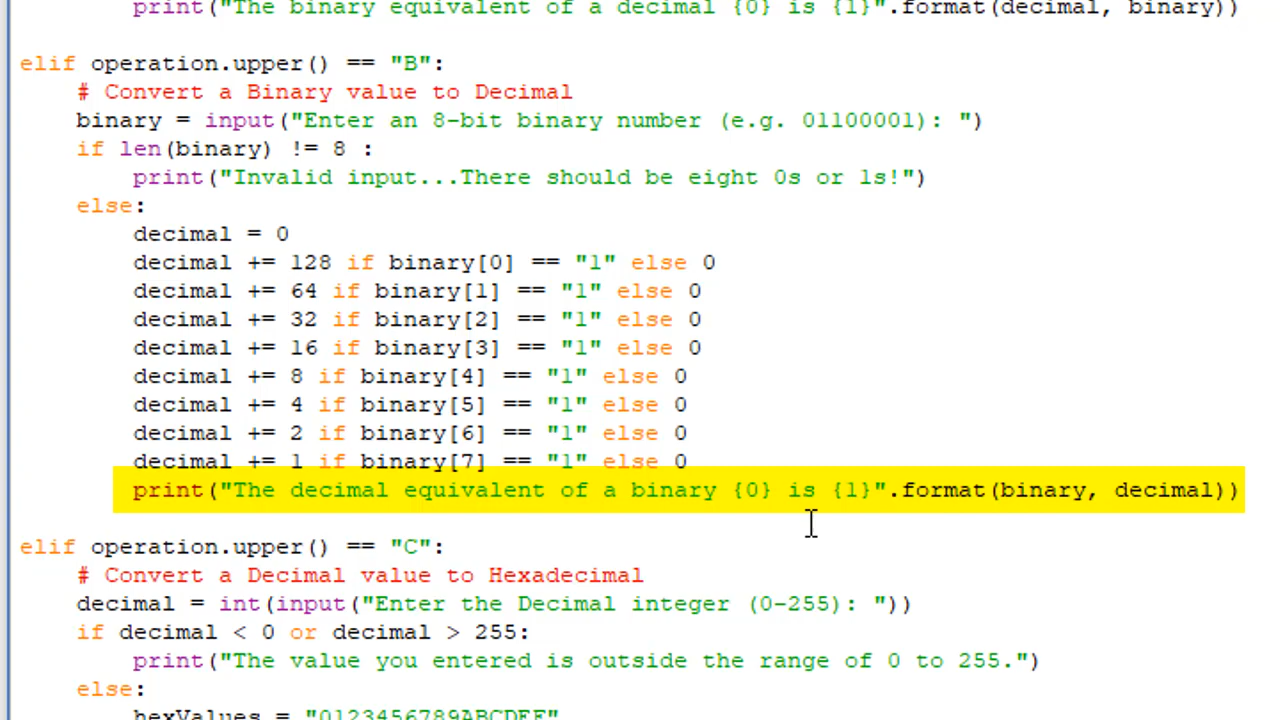 print("The binary equivalent of a decimal {0} is {1}".format(decimal, binary))
elif operation.upper() == "B":
# Convert a Binary value to Decimal
binary = input("Enter an 8-bit binary number (e.g. 01100001): ")
if len(binary) != 8 :
print("Invalid input...There should be eight 0s or 1s!")
else:
decimal = 0
decimal += 128 if binary[0] == "1" else 0
decimal += 64 if binary[1] == "1" else 0
decimal += 32 if binary[2] == "1" else 0
decimal += 16 if binary[3] == "1" else 0
decimal += 8 if binary[4] == "1" else 0
decimal += 4 if binary[5] == "1" else 0
decimal += 2 if binary[6] == "1" else 0
decimal += 1 if binary[7] == "1" else 0
print("The decimal equivalent of a binary {0} is {1}".format(binary, decimal))
elif operation.upper() == "C":
# Convert a Decimal value to Hexadecimal
decimal = int(input("Enter the Decimal integer (0-255): "))
if decimal < 0 or decimal > 255:
print("The value you entered is outside the range of 0 to 255.")
else:
hexValues = "0123456789ABCDEF"